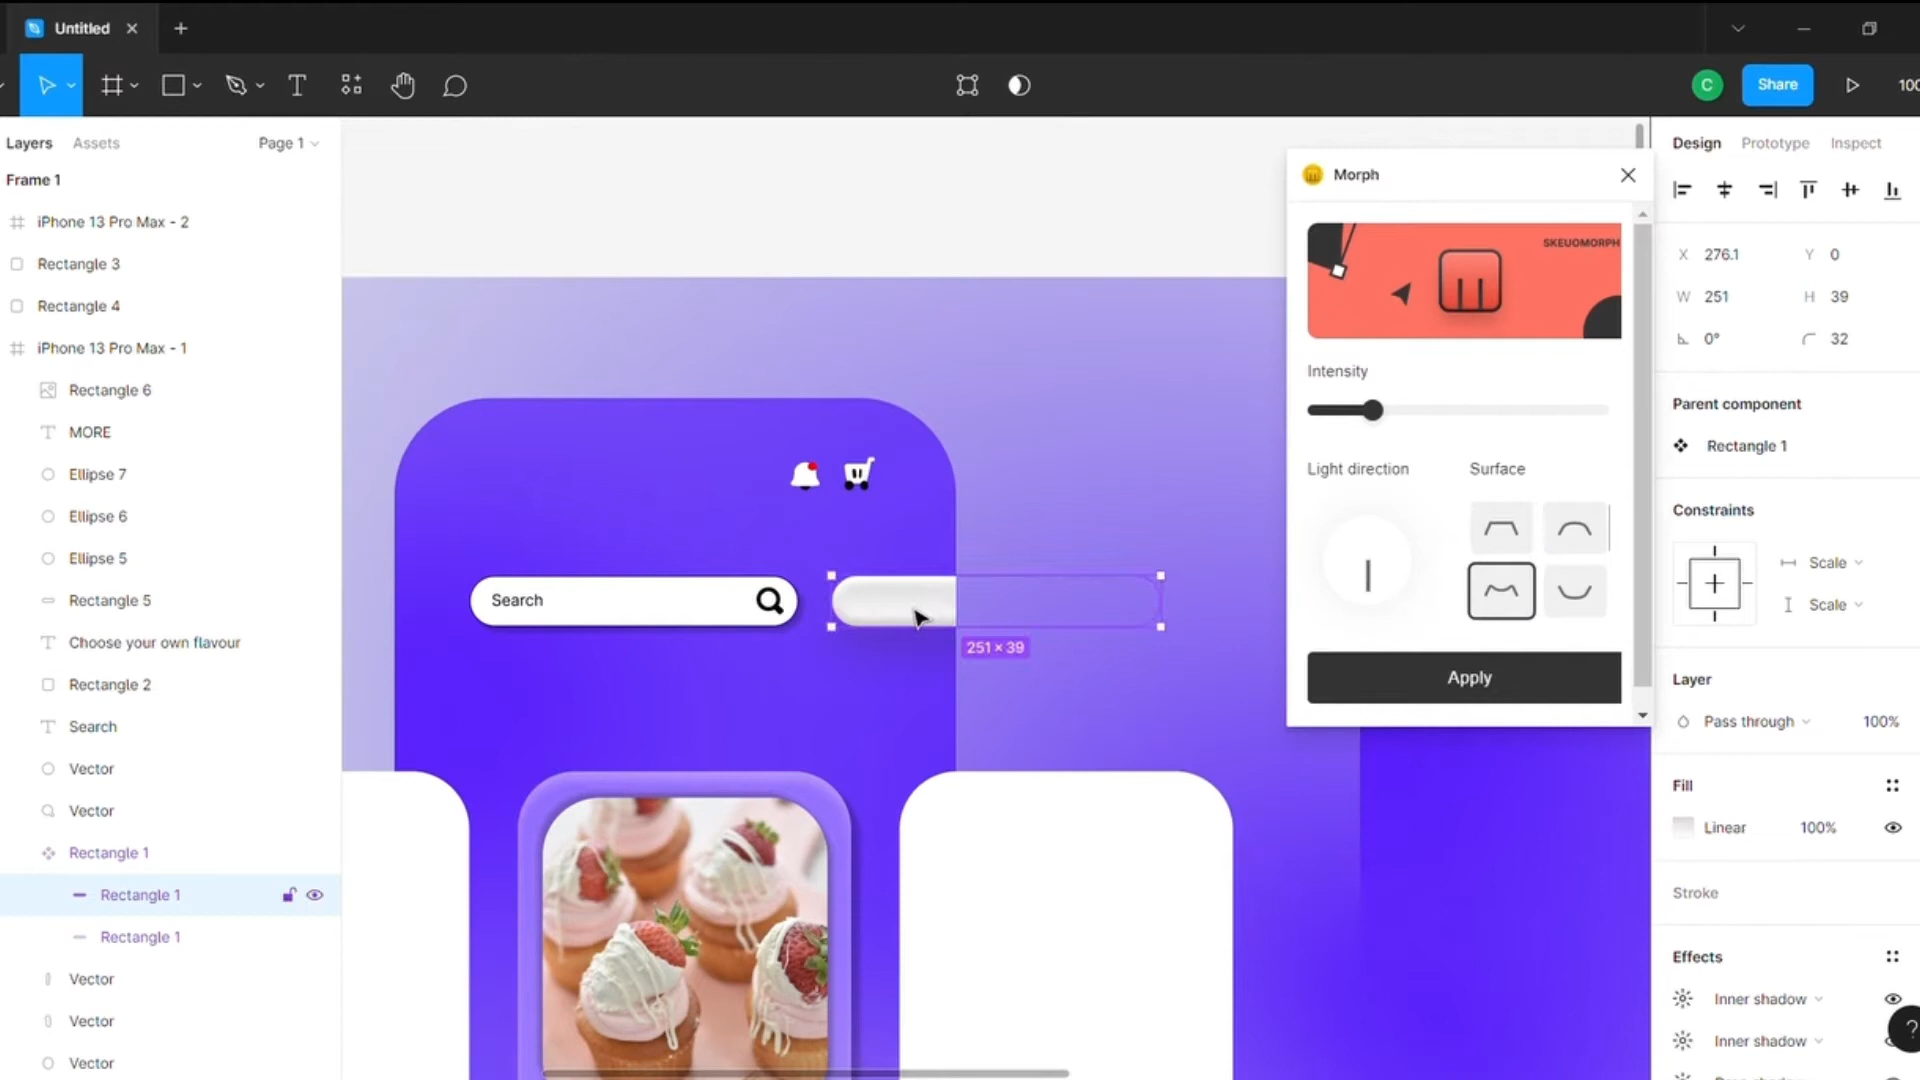 Untitled
C
Share
100
Layers
Assets
Page 1
Frame 1
iPhone 13 Pro Max - 2
Rectangle 3
Rectangle 4
iPhone 13 Pro Max - 1
Rectangle 6
MORE
Ellipse 7
Ellipse 6
Ellipse 5
Rectangle 5
Choose your own flavour
Rectangle 2
Search
Vector
Vector
Rectangle 1
Rectangle 1
Rectangle 1
Vector
Vector
Vector
Search
251 × 39
Morph
SKEUOMORPH
Intensity
Light direction
Surface
Apply
Design
Prototype
Inspect
X 276.1
Y 0
W 251
H 39
0°
32
Parent component
Rectangle 1
Constraints
Scale
Scale
Layer
Pass through
100%
Fill
Linear
100%
Stroke
Effects
Inner shadow
Inner shadow
?